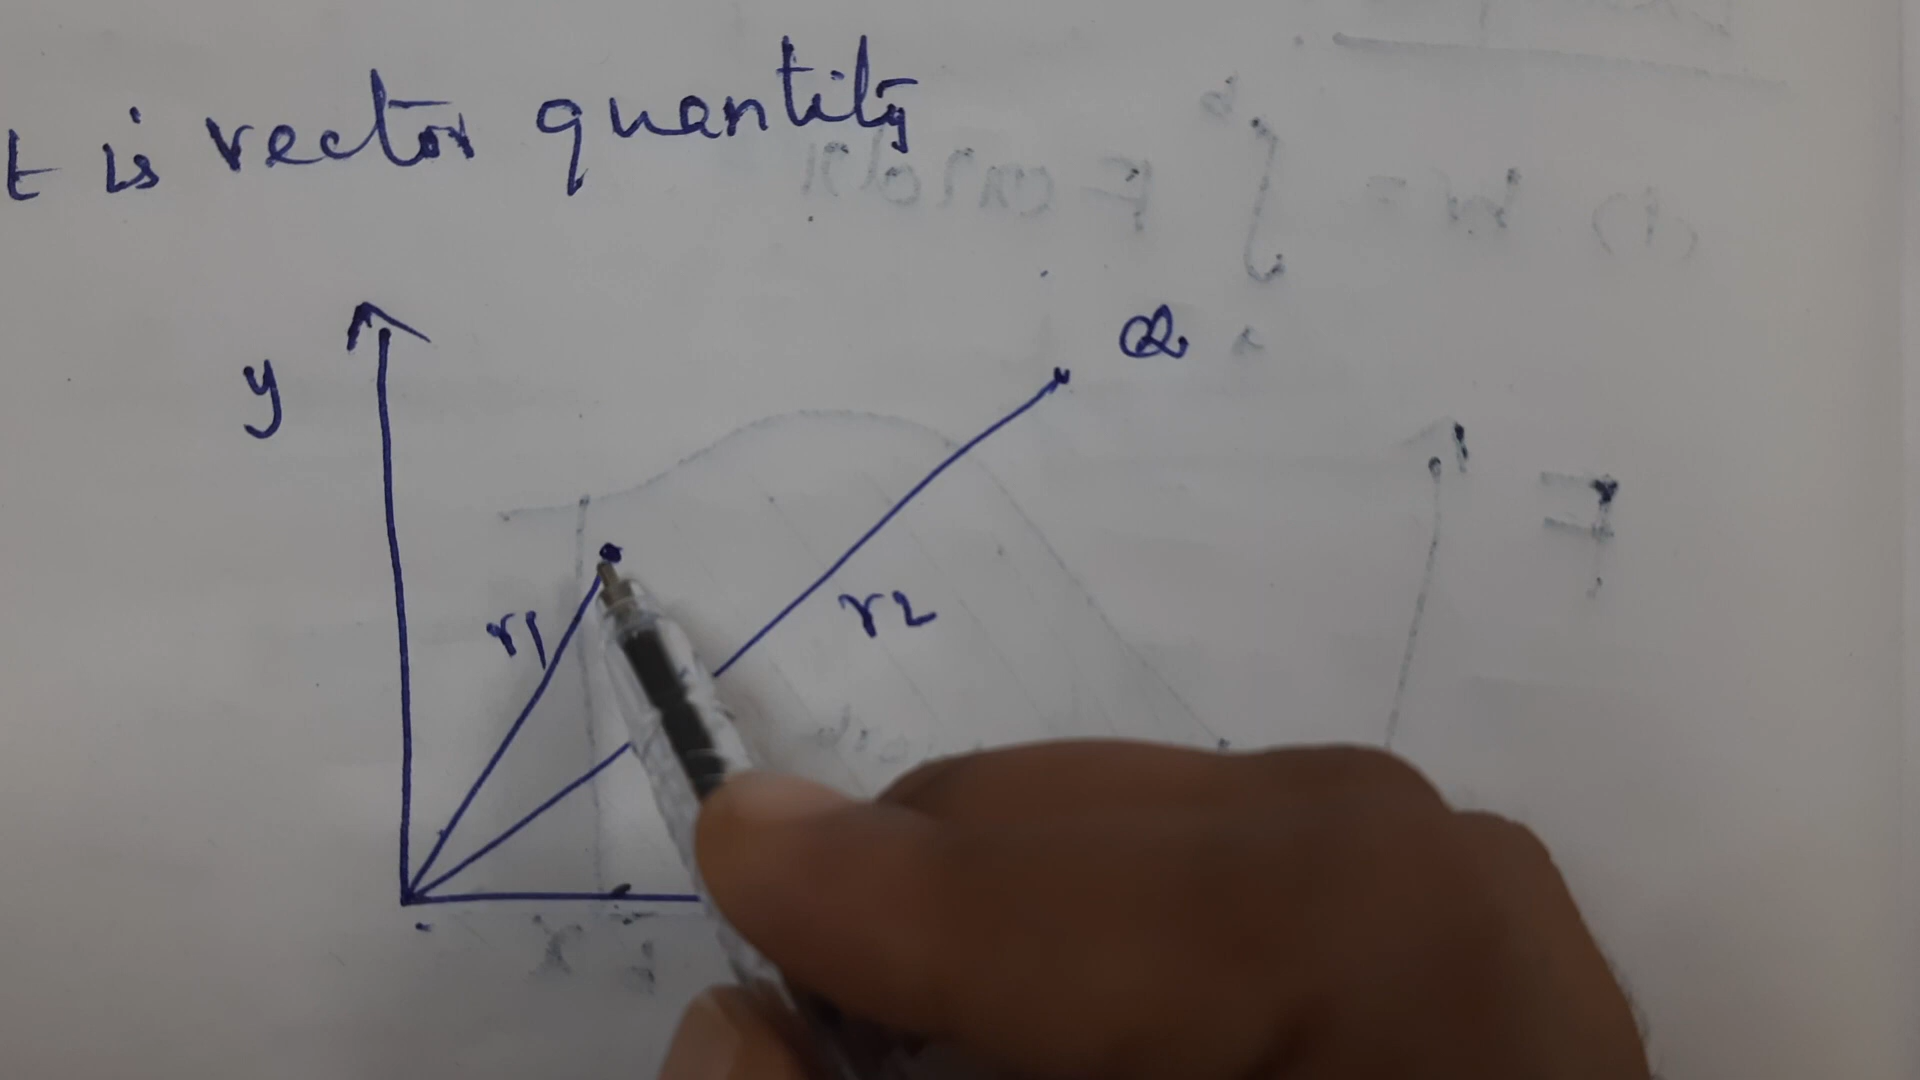 t is vector quantity
y
Q
r1
r2